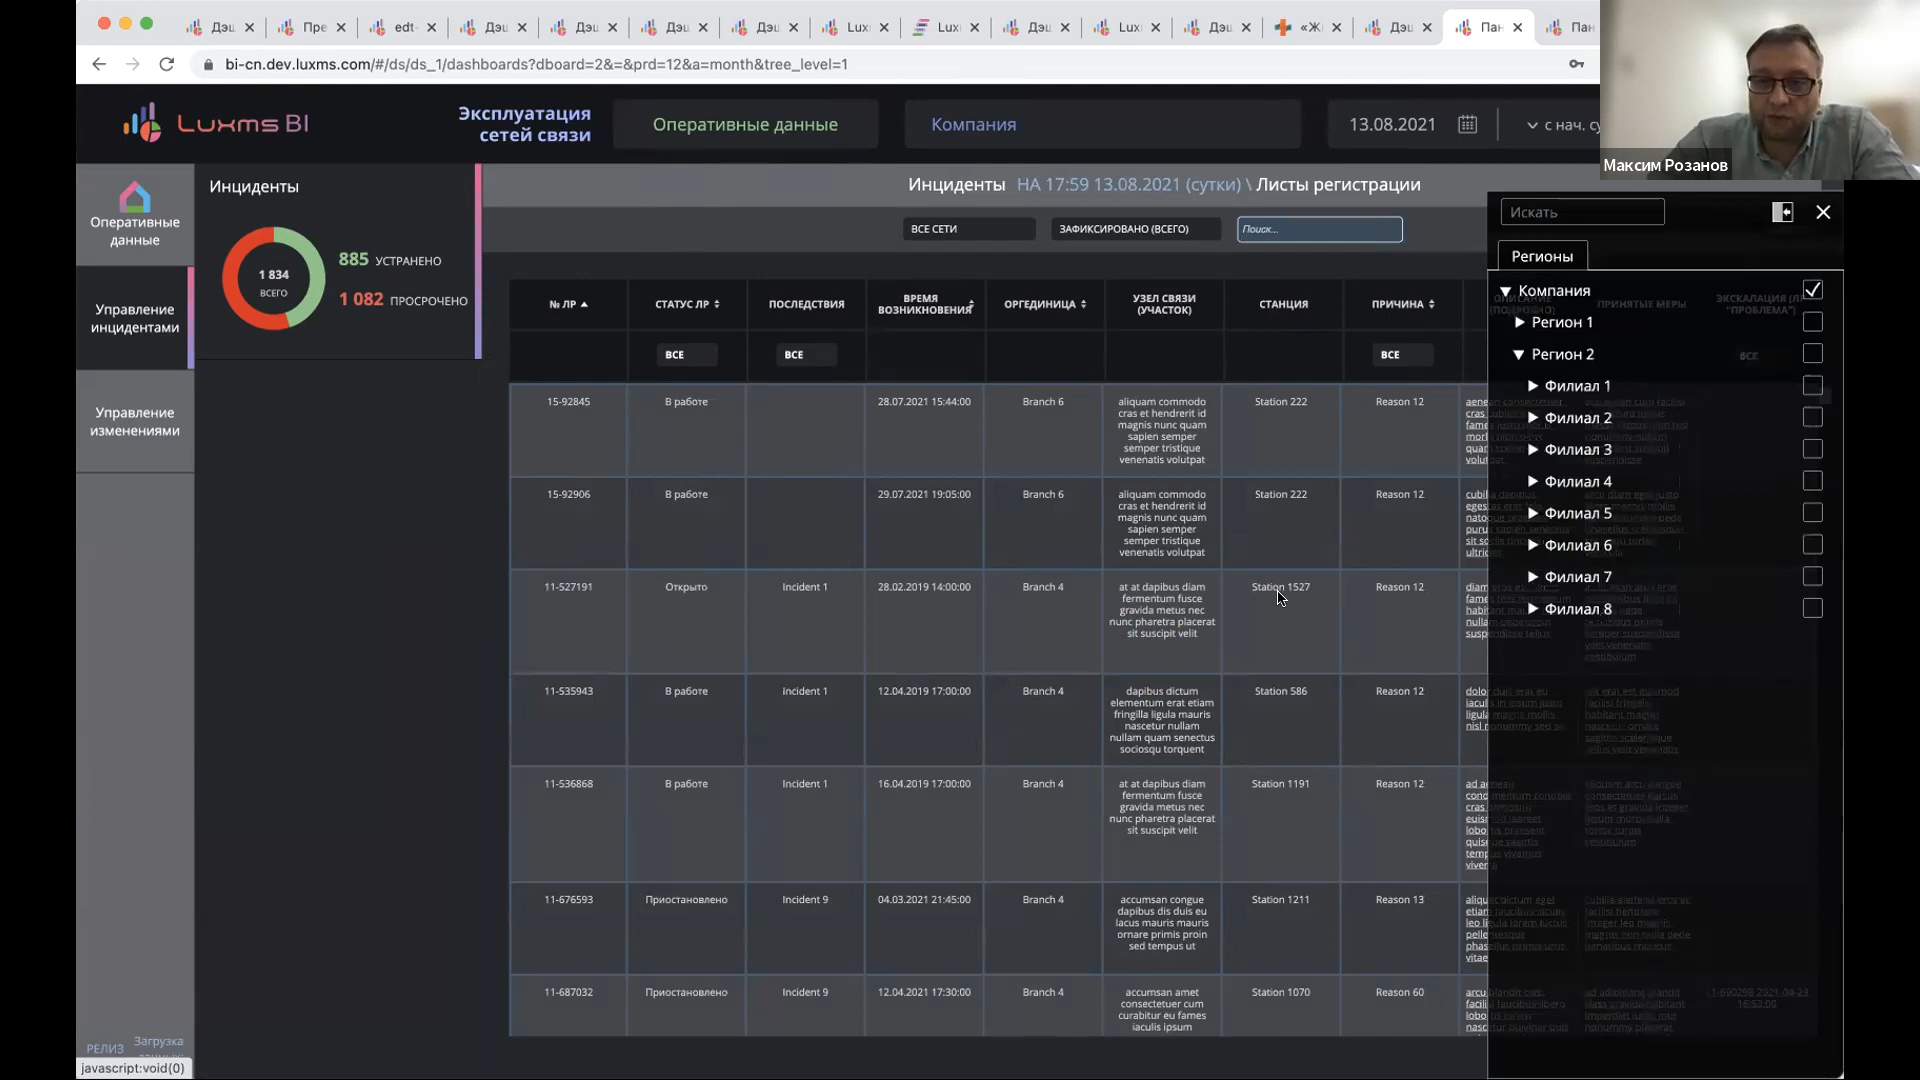 Дэш
Пре
edt-
Дэш
Дэш
Дэш
Дэш
Lux
Lux
Дэш
Lux
Дэш
«Ж
Дэш
Пан
Пан
bi-cn.dev.luxms.com/#/ds/ds_1/dashboards?dboard=2&=&prd=12&a=month&tree_level=1
Luxms BI
Эксплуатация
сетей связи
Оперативные данные
Компания
13.08.2021
с нач. су
Максим Розанов
Оперативные
данные
Управление
инцидентами
Управление
изменениями
РЕЛИЗ
Загрузка
javascript:void(0)
Инциденты
1 834
ВСЕГО
885 УСТРАНЕНО
1 082 ПРОСРОЧЕНО
Инциденты НА 17:59 13.08.2021 (сутки) \ Листы регистрации
ВСЕ СЕТИ
ЗАФИКСИРОВАНО (ВСЕГО)
Поиск...
№ ЛР
СТАТУС ЛР
ПОСЛЕДСТВИЯ
ВРЕМЯ
ВОЗНИКНОВЕНИЯ
ОРГЕДИНИЦА
УЗЕЛ СВЯЗИ
(УЧАСТОК)
СТАНЦИЯ
ПРИЧИНА
ВСЕ
ВСЕ
ВСЕ
15-92845
В работе
28.07.2021 15:44:00
Branch 6
aliquam commodo
cras et hendrerit id
magnis nunc quam
sapien semper
semper tristique
venenatis volutpat
Station 222
Reason 12
15-92906
В работе
29.07.2021 19:05:00
Branch 6
aliquam commodo
cras et hendrerit id
magnis nunc quam
sapien semper
semper tristique
venenatis volutpat
Station 222
Reason 12
11-527191
Открыто
Incident 1
28.02.2019 14:00:00
Branch 4
at at dapibus diam
fermentum fusce
gravida metus nec
nunc pharetra placerat
sit suscipit velit
Station 1527
Reason 12
11-535943
В работе
Incident 1
12.04.2019 17:00:00
Branch 4
dapibus dictum
elementum erat etiam
fringilla ligula mauris
nascetur nullam
nullam quam senectus
sociosqu torquent
Station 586
Reason 12
11-536868
В работе
Incident 1
16.04.2019 17:00:00
Branch 4
at at dapibus diam
fermentum fusce
gravida metus nec
nunc pharetra placerat
sit suscipit velit
Station 1191
Reason 12
11-676593
Приостановлено
Incident 9
04.03.2021 21:45:00
Branch 4
accumsan congue
dapibus dis duis eu
lacus mauris mauris
ornare primis proin
sed tempus ut
Station 1211
Reason 13
11-687032
Приостановлено
Incident 9
12.04.2021 17:30:00
Branch 4
accumsan amet
consectetuer cum
curabitur eu fames
iaculis ipsum
Station 1070
Reason 60
Искать
Регионы
Компания
Регион 1
Регион 2
Филиал 1
Филиал 2
Филиал 3
Филиал 4
Филиал 5
Филиал 6
Филиал 7
Филиал 8